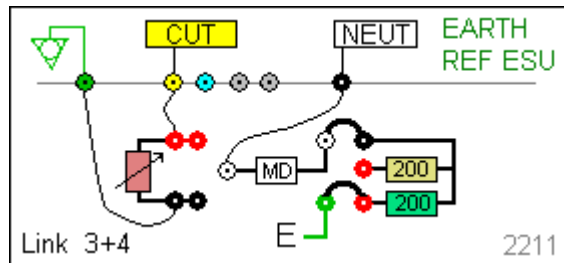 CUT
NEUT
EARTH
REF ESU
MD
200
200
E
Link 3+4
2211